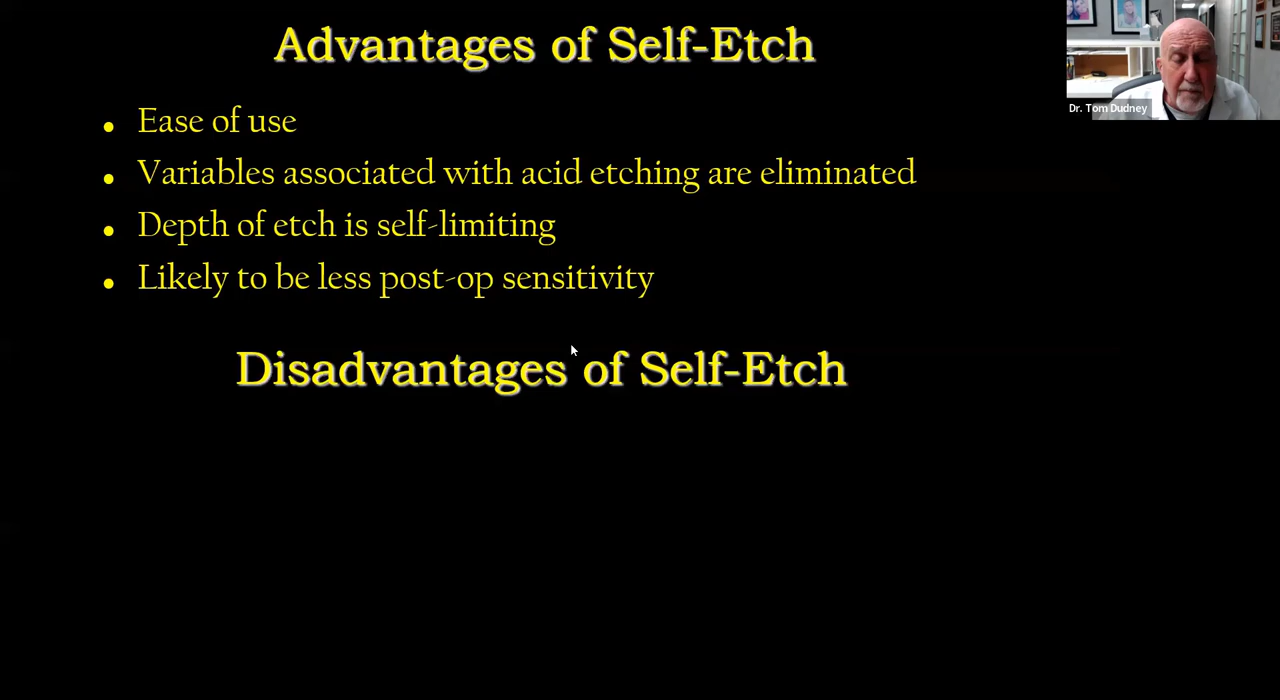 Advantages of Self-Etch
Dr. Tom Dudney
• Ease of use
• Variables associated with acid etching are eliminated
• Depth of etch is self-limiting
• Likely to be less post-op sensitivity
Disadvantages of Self-Etch